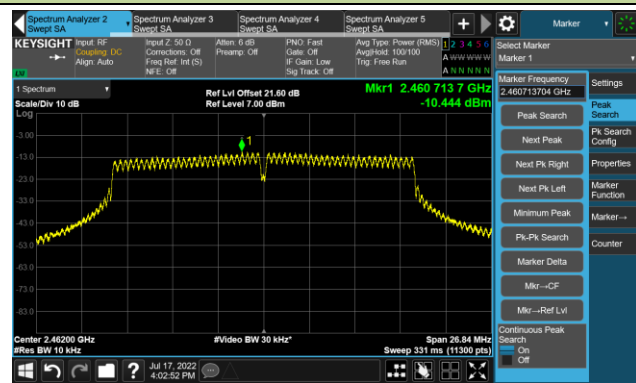 Spectrum Analyzer 2
Swept SA
Spectrum Analyzer 3
Swept SA
Spectrum Analyzer 4
Swept SA
Spectrum Analyzer 5
Swept SA
+
Marker
KEYSIGHT
Input: RF
Coupling: DC
Align: Auto
Input Z: 50 Ω
Corrections: Off
Freq Ref: Int (S)
NFE: Off
Atten: 6 dB
Preamp: Off
PNO: Fast
Gate: Off
IF Gain: Low
Sig Track: Off
Avg Type: Power (RMS)
Avg|Hold: 100/100
Trig: Free Run
1 2 3 4 5 6
A W W W W W
A N N N N N
LV
Select Marker
Marker 1
Marker Frequency
2.460713704 GHz
Settings
Peak Search
Peak Search
Next Peak
Pk Search Config
Next Pk Right
Properties
Next Pk Left
Marker Function
Minimum Peak
Marker→
Pk-Pk Search
Counter
Marker Delta
Mkr→CF
Mkr→Ref Lvl
Continuous Peak Search
On
Off
1 Spectrum
Scale/Div 10 dB
Log
Ref Lvl Offset 21.60 dB
Ref Level 7.00 dBm
Mkr1 2.460 713 7 GHz
-10.444 dBm
1
-3.00
-13.0
-23.0
-33.0
-43.0
-53.0
-63.0
-73.0
-83.0
Center 2.46200 GHz
#Res BW 10 kHz
#Video BW 30 kHz*
Span 26.84 MHz
Sweep 331 ms (11300 pts)
?
Jul 17, 2022
4:02:52 PM